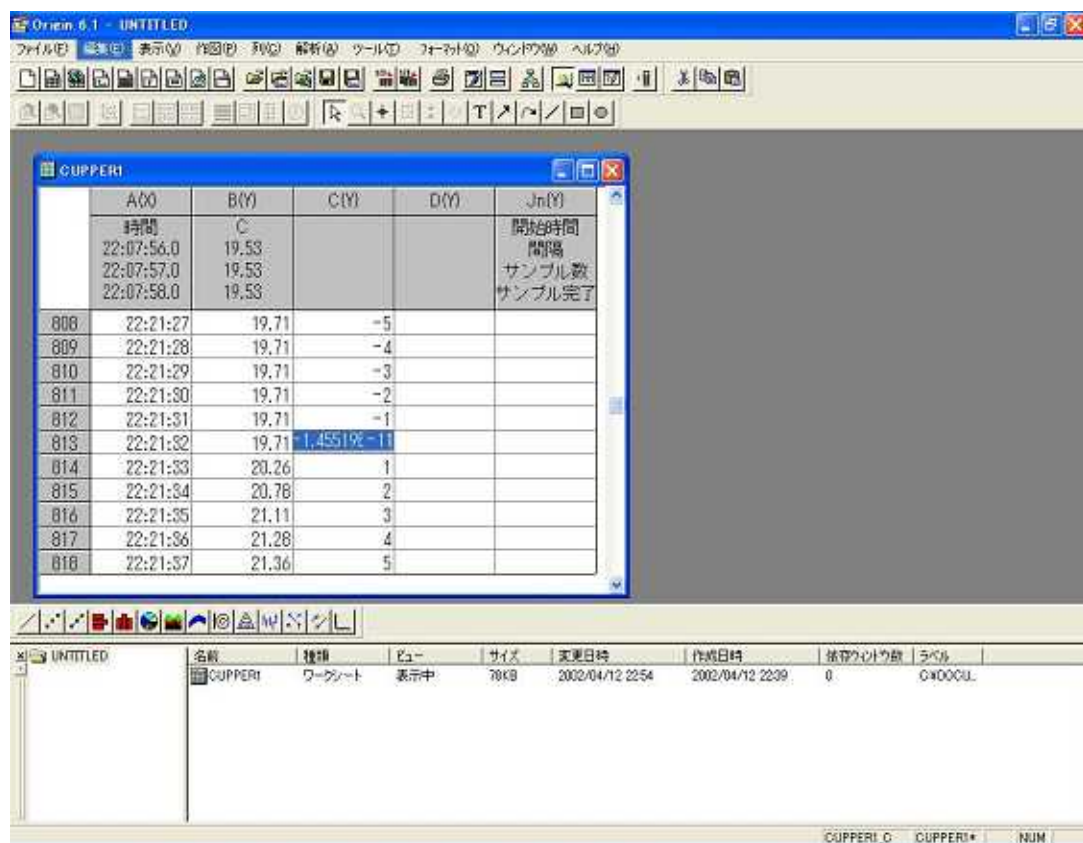 Origin 6.1 - UNTITLED
ファイル(F) 編集(E) 表示(V) 作図(P) 列(C) 解析(A) ツール(T) フォーマット(O) ウィンドウ(W) ヘルプ(H)
T
CUPPER1
A(X) B(Y) C(Y) D(Y) Jn(Y)
時間 C 開始時間
22:07:56.0 19.53 間隔
22:07:57.0 19.53 サンプル数
22:07:58.0 19.53 サンプル完了
808 22:21:27 19.71 -5
809 22:21:28 19.71 -4
810 22:21:29 19.71 -3
811 22:21:30 19.71 -2
812 22:21:31 19.71 -1
813 22:21:32 19.71
814 22:21:33 20.26 1
815 22:21:34 20.78 2
816 22:21:35 21.11 3
817 22:21:36 21.28 4
818 22:21:37 21.36 5
UNTITLED
名前 種類 ビュー サイズ 変更日時 作成日時 依存ウィンドウ数 ラベル
CUPPER1 ワークシート 表示中 78KB 2002/04/12 22:54 2002/04/12 22:39 0 C¥DOCU...
CUPPER1 C CUPPER1* NUM